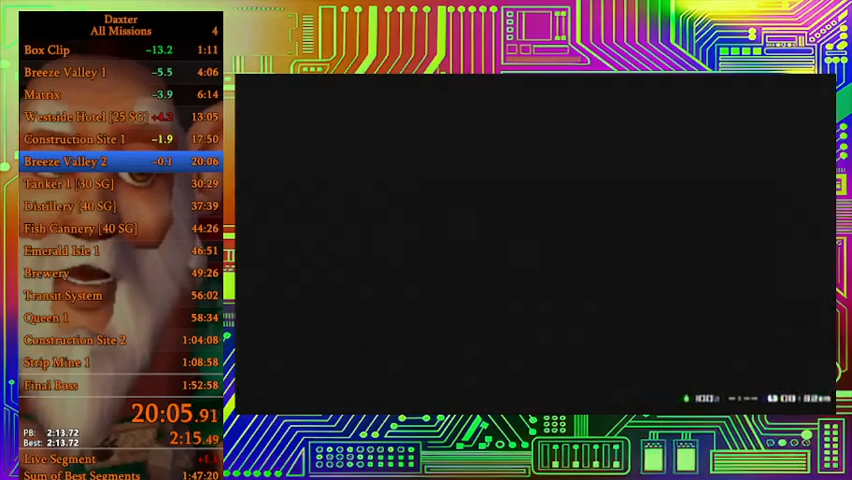 Daxter
All Missions 4
Box Clip -13.2 1:11
Breeze Valley 1 -5.5 4:06
Matrix -3.9 6:14
Westside Hotel [25 SG] +4.2 13:05
Construction Site 1 -1.9 17:50
Breeze Valley 2 -0.1 20:06
Tanker 1 [30 SG] 30:29
Distillery [40 SG] 37:39
Fish Cannery [40 SG] 44:26
Emerald Isle 1 46:51
Brewery 49:26
Transit System 56:02
Queen 1 58:34
Construction Site 2 1:04:08
Strip Mine 1 1:08:58
Final Boss 1:52:58
20:05.91
PB: 2:13.72
Best: 2:13.72
2:15.49
Live Segment +1.1
Sum of Best Segments 1:47:20